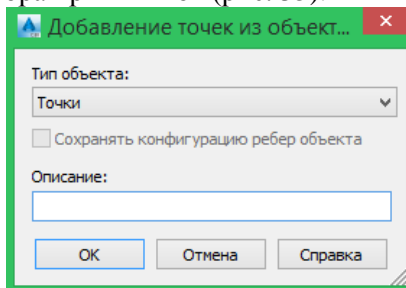 Добавление точек из объект...
Тип объекта:
Точки
Сохранять конфигурацию ребер объекта
Описание:
ОК
Отмена
Справка